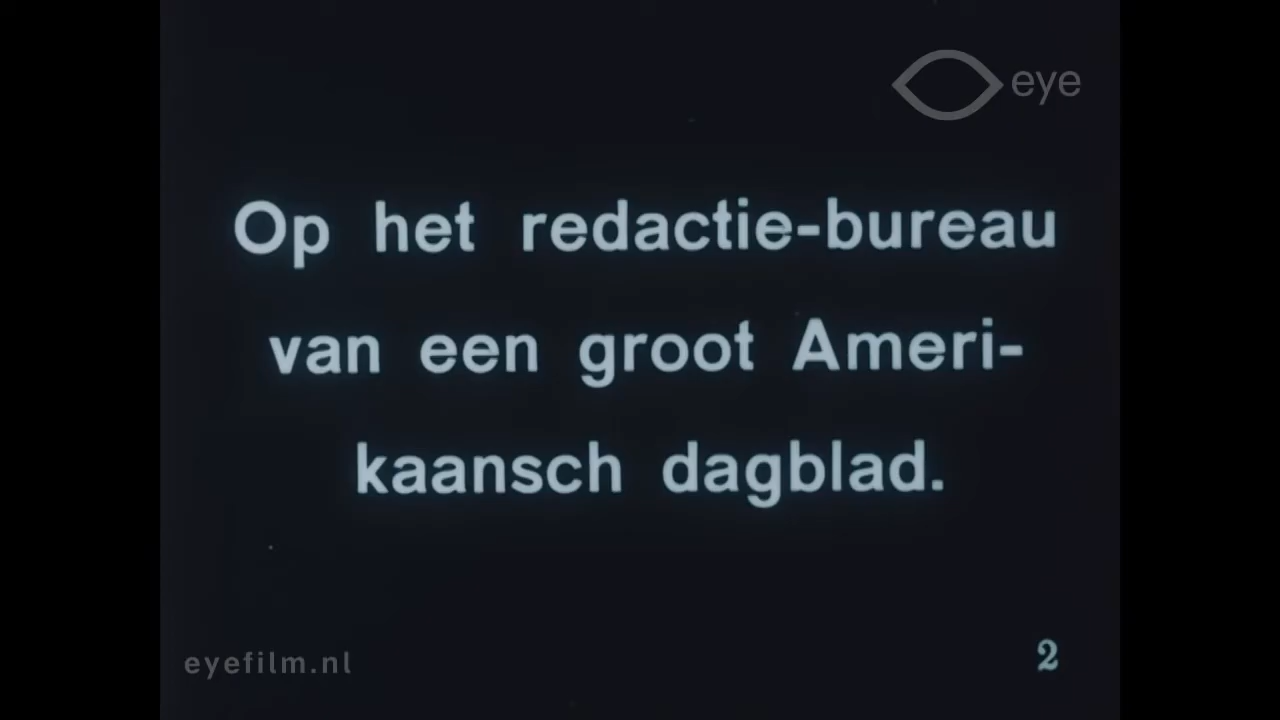 eye
Op het redactie-bureau
van een groot Ameri-
kaansch dagblad.
eyefilm.nl
2